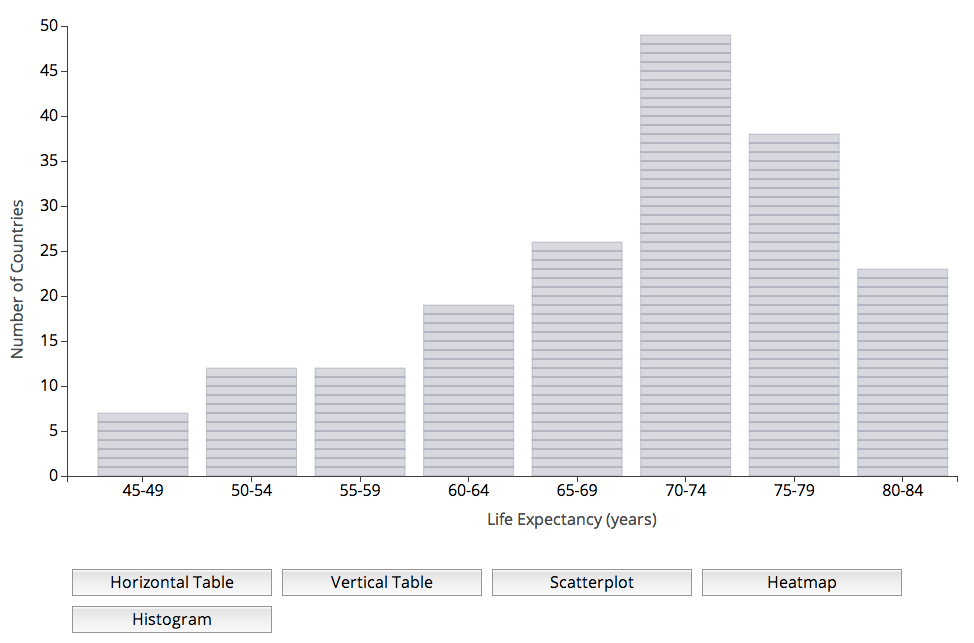 50
45
40
35
30
25
20
15
10
5
0
Number of Countries
45-49 50-54 55-59 60-64 65-69 70-74 75-79 80-84
Life Expectancy (years)
Horizontal Table Vertical Table Scatterplot Heatmap
Histogram